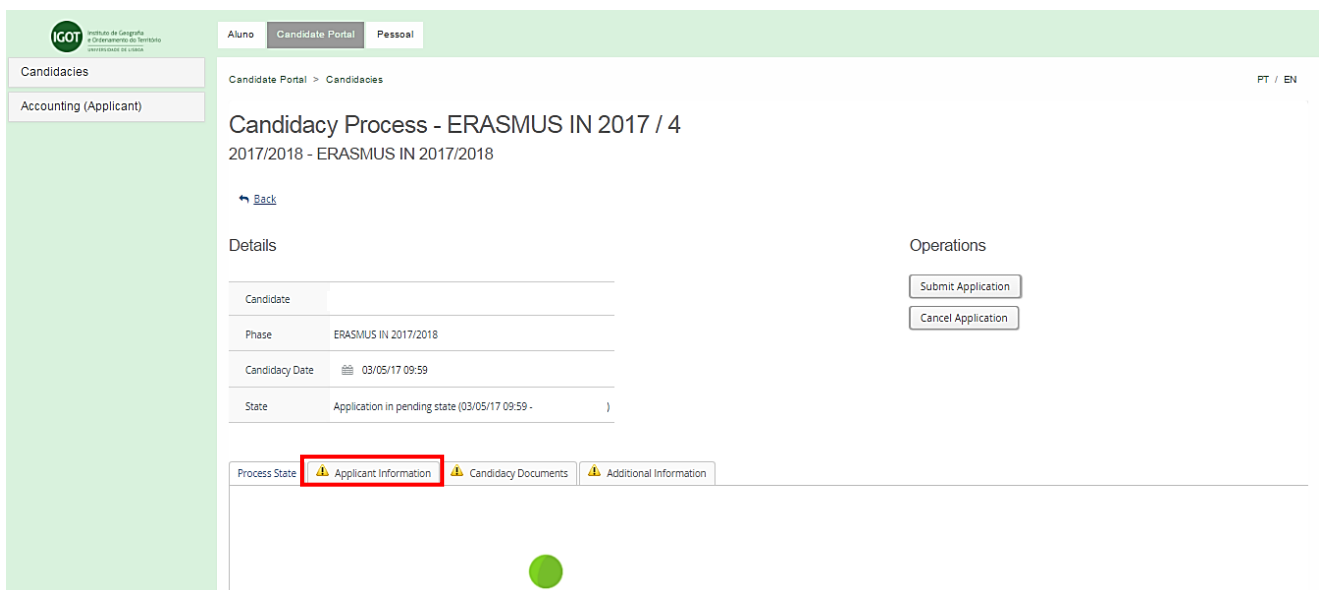 IGOT
Instituto de Geografia
e Ordenamento do Território
UNIVERSIDADE DE LISBOA
Aluno Candidate Portal Pessoal
Candidacies
Accounting (Applicant)
Candidate Portal > Candidacies
PT / EN
Candidacy Process - ERASMUS IN 2017 / 4
2017/2018 - ERASMUS IN 2017/2018
Back
Details
Candidate
Phase ERASMUS IN 2017/2018
Candidacy Date 03/05/17 09:59
State Application in pending state (03/05/17 09:59 - )
Operations
Submit Application
Cancel Application
Process State Applicant Information Candidacy Documents Additional Information